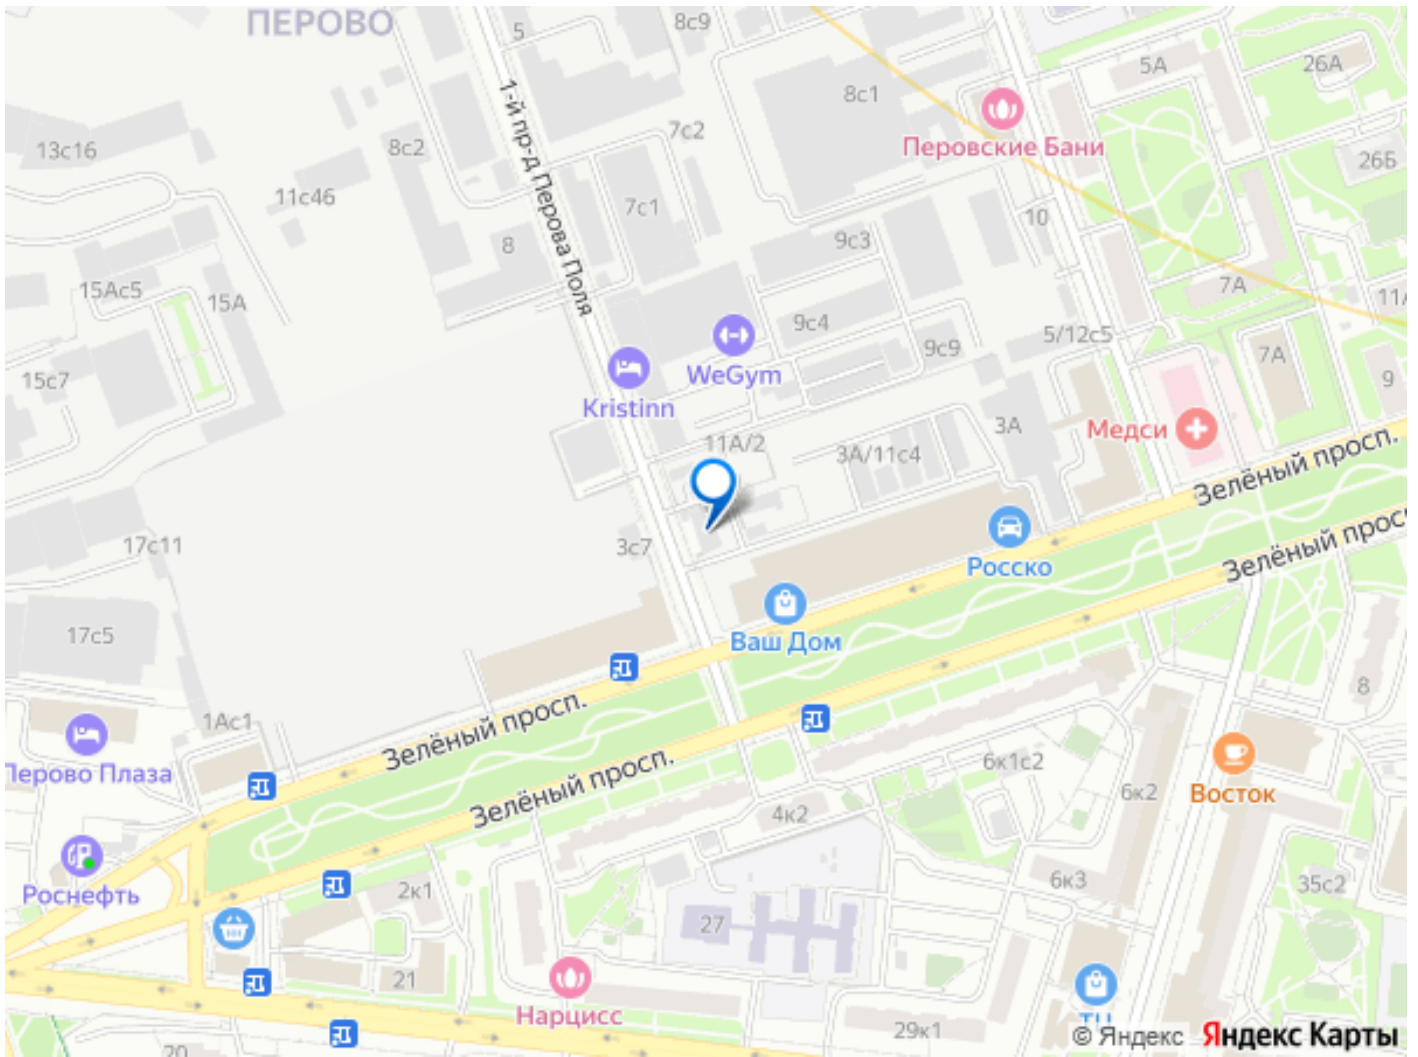 ПЕРОВО
5
8с9
5А
26А
8с1
1-й пр-д Перова Поля
7с2
Перовские Бани
13с16
8с2
26Б
11с46
7с1
10
8
9с3
15Ас5
15А
7А
11А
9с4
5/12с5
9с9
7А
15с7
WeGym
9
Kristinn
3А
Медси
11А/2
3А/11с4
Зелёный просп.
17с11
3с7
Росско
Зелёный просп
17с5
Ваш Дом
8
1Ас1
Зелёный просп.
Перово Плаза
Зелёный просп.
6к1с2
6к2
Восток
4к2
Роснефть
2к1
6к3
35с2
27
21
Нарцисс
29к1
ТЦ
20
© Яндекс Яндекс Карты